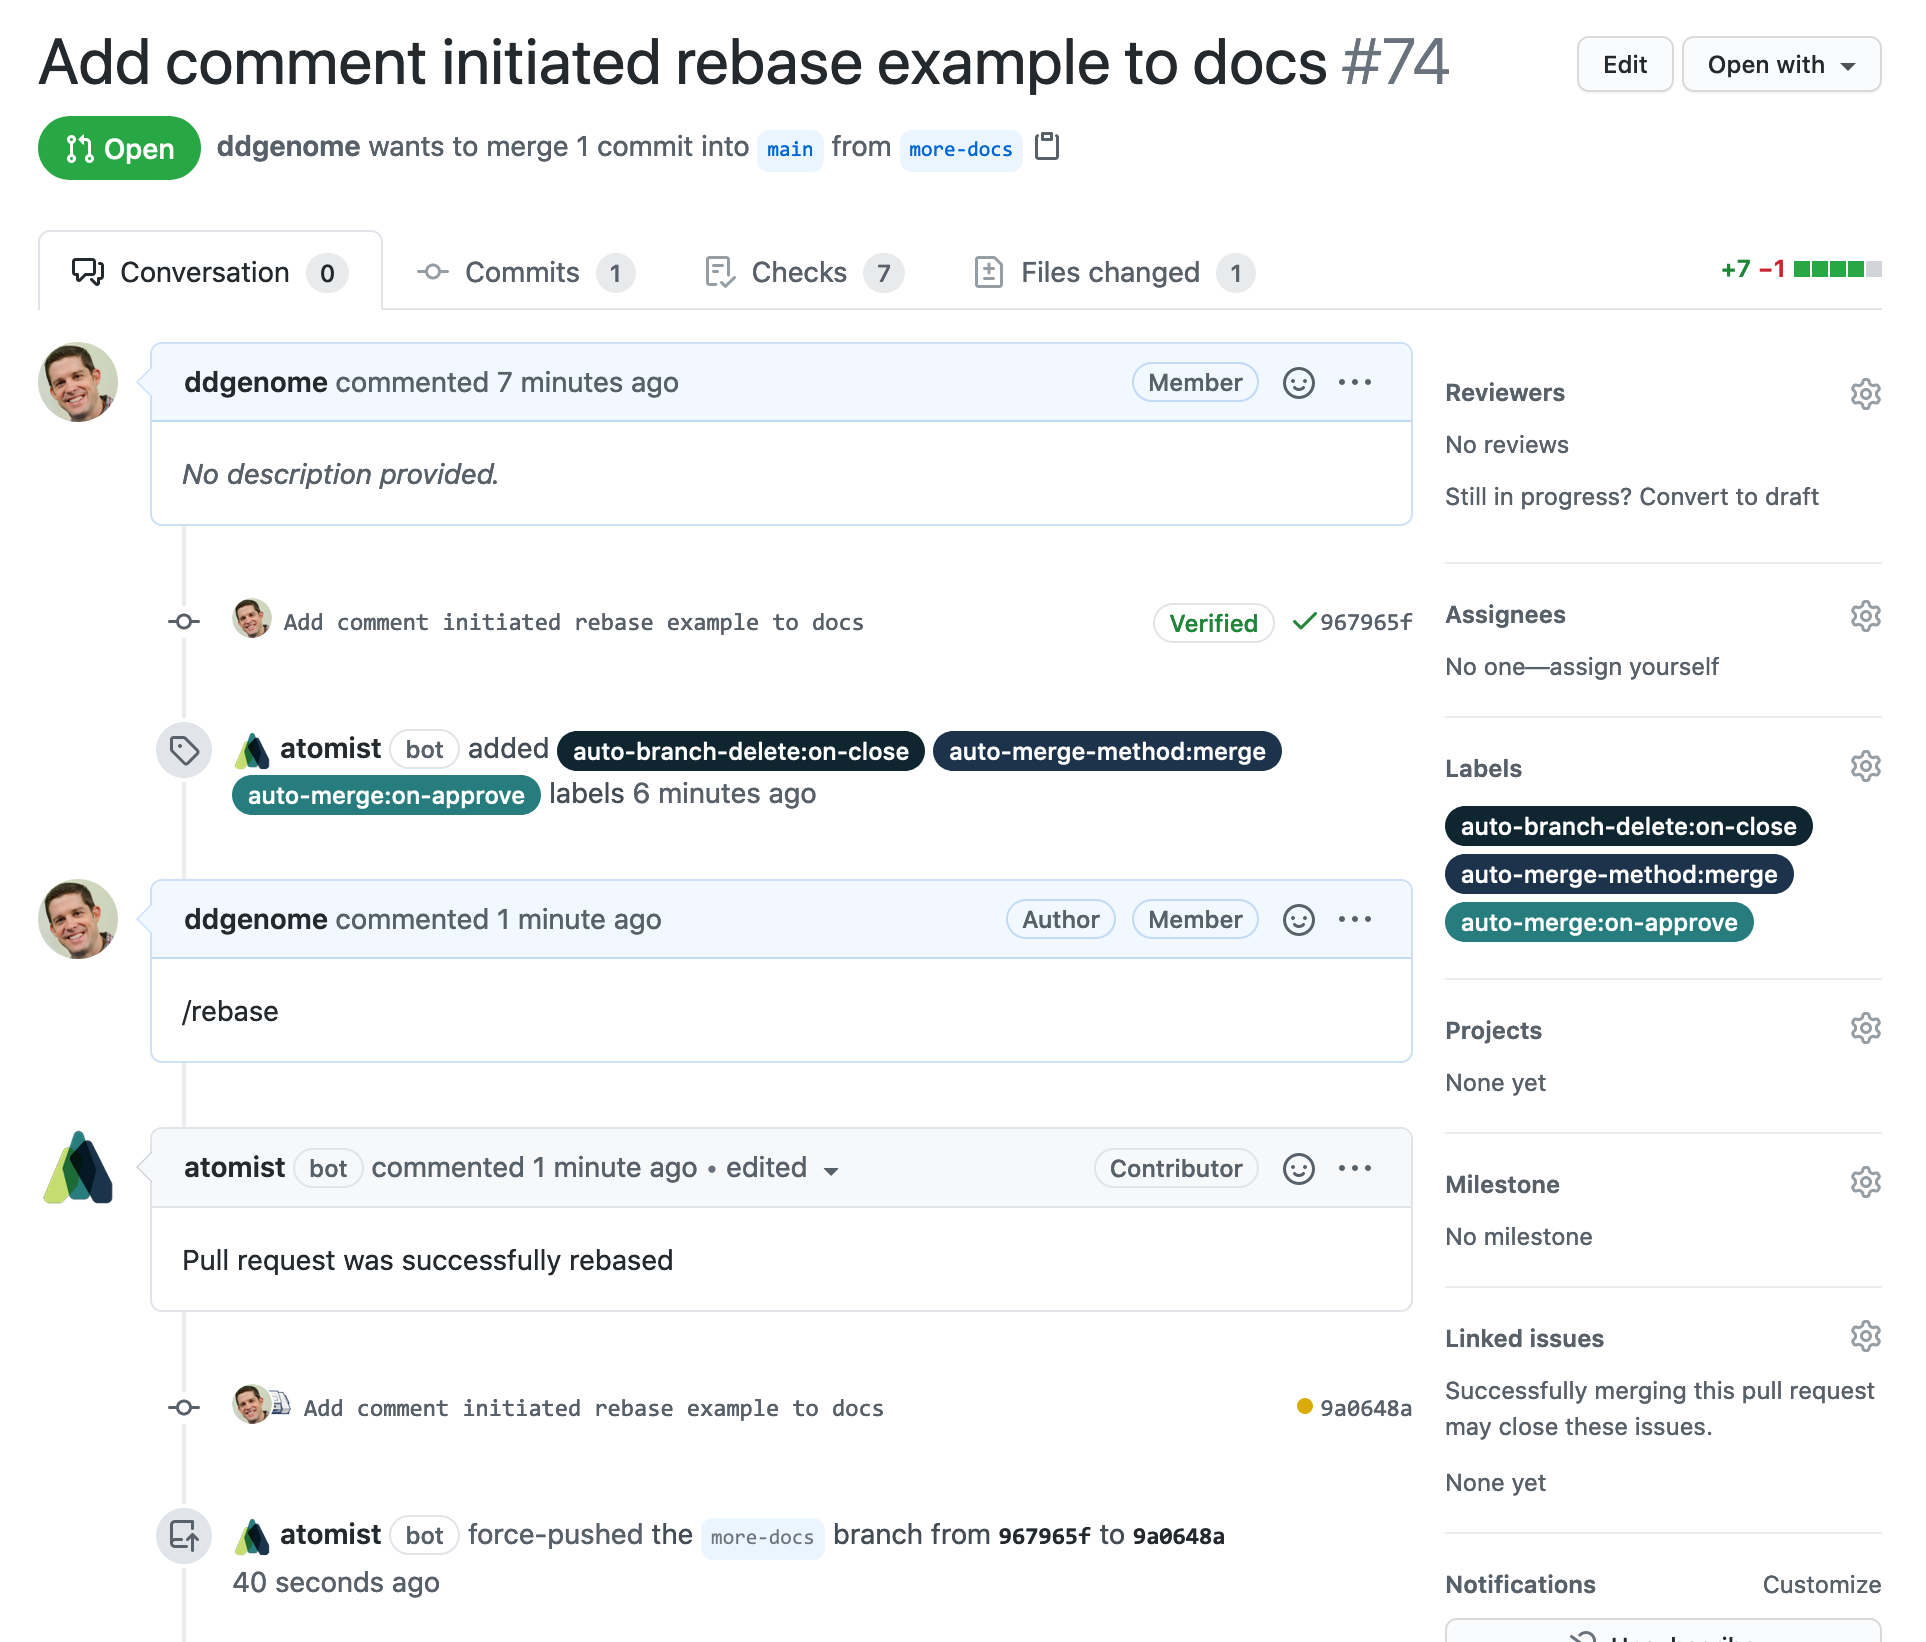 Add comment initiated rebase example to docs #74
Edit
Open with
Open
ddgenome wants to merge 1 commit into main from more-docs
Conversation 0
Commits 1
Checks 7
Files changed 1
+7 −1
ddgenome commented 7 minutes ago
Member
No description provided.
Add comment initiated rebase example to docs
Verified
967965f
atomist bot added auto-branch-delete:on-close auto-merge-method:merge
auto-merge:on-approve labels 6 minutes ago
ddgenome commented 1 minute ago
Author
Member
/rebase
atomist bot commented 1 minute ago • edited
Contributor
Pull request was successfully rebased
Add comment initiated rebase example to docs
9a0648a
atomist bot force-pushed the more-docs branch from 967965f to 9a0648a
40 seconds ago
Reviewers
No reviews
Still in progress? Convert to draft
Assignees
No one—assign yourself
Labels
auto-branch-delete:on-close
auto-merge-method:merge
auto-merge:on-approve
Projects
None yet
Milestone
No milestone
Linked issues
Successfully merging this pull request
may close these issues.
None yet
Notifications
Customize